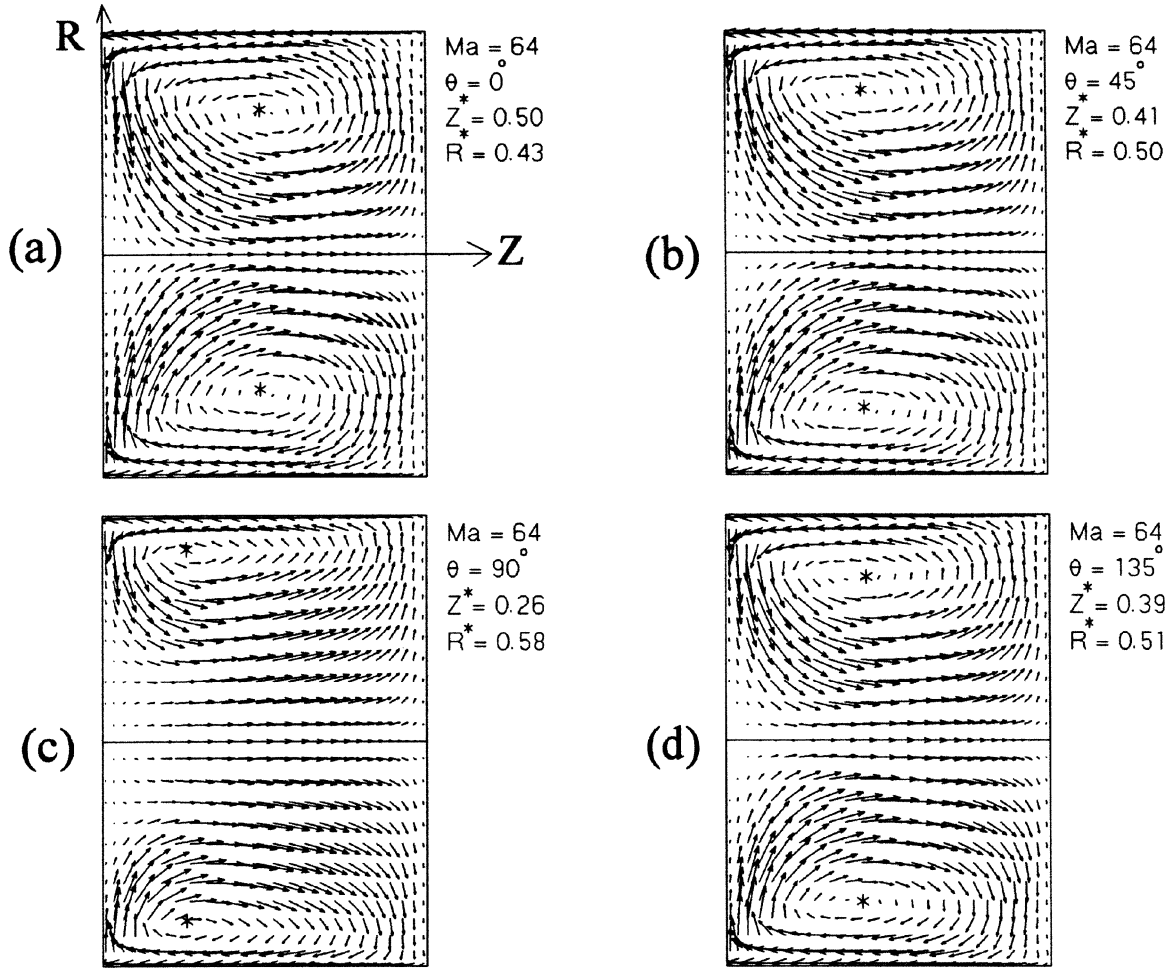 R
(a)
Z
Ma = 64
θ = 0°
Z* = 0.50
R* = 0.43
(b)
Ma = 64
θ = 45°
Z* = 0.41
R* = 0.50
(c)
Ma = 64
θ = 90°
Z* = 0.26
R* = 0.58
(d)
Ma = 64
θ = 135°
Z* = 0.39
R* = 0.51